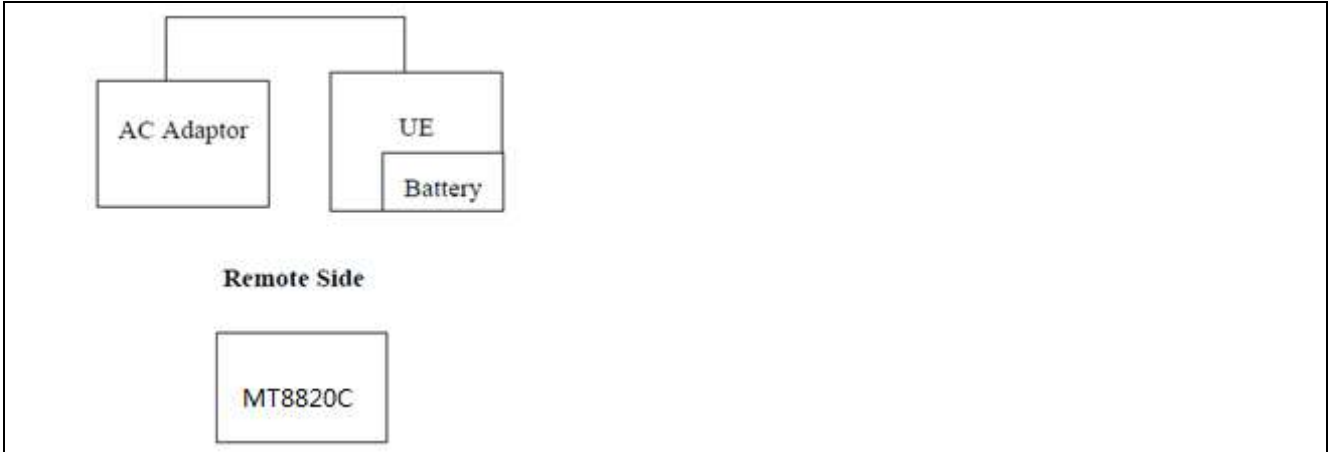 AC Adaptor
UE
Battery
Remote Side
MT8820C